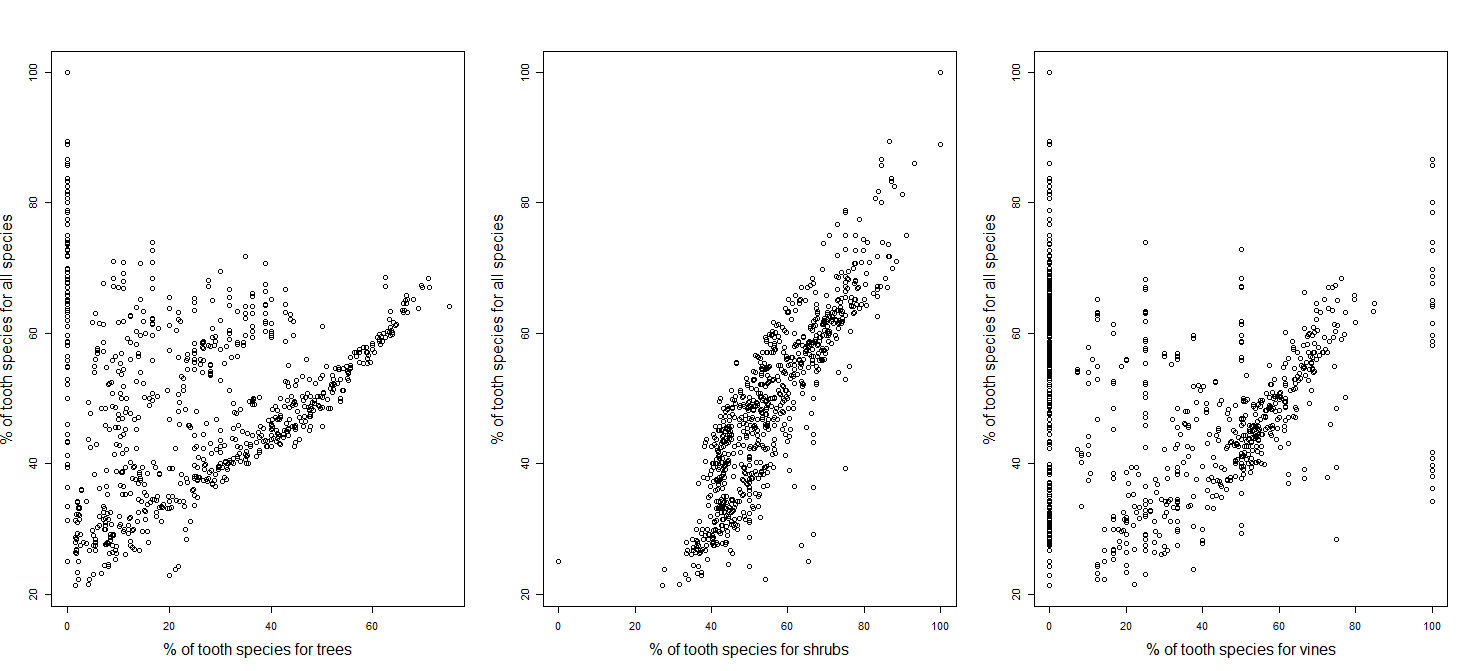 % of tooth species for all species
100
80
60
40
20
0 20 40 60
% of tooth species for trees
% of tooth species for all species
100
80
60
40
20
0 20 40 60 80 100
% of tooth species for shrubs
% of tooth species for all species
100
80
60
40
20
0 20 40 60 80 100
% of tooth species for vines